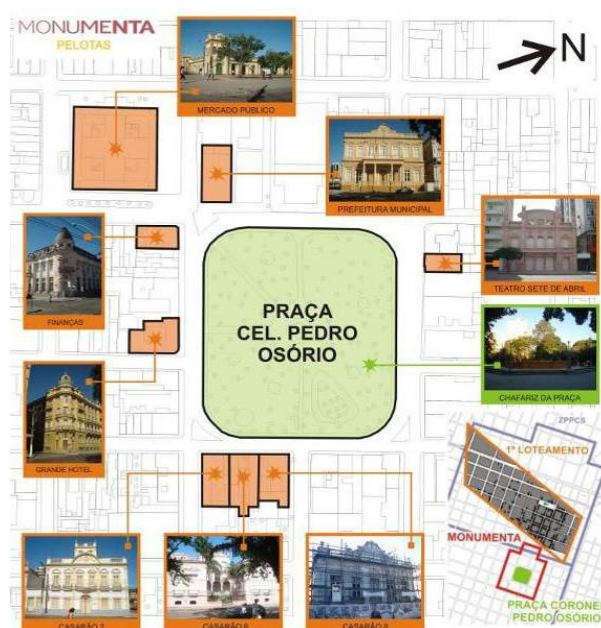 MONUMENTA
PELOTAS
N
MERCADO PÚBLICO
PREFEITURA MUNICIPAL
FINANÇAS
TEATRO SETE DE ABRIL
PRAÇA
CEL. PEDRO
OSÓRIO
CHAFARIZ DA PRAÇA
GRANDE HOTEL
ZPPCS
1º LOTEAMENTO
MONUMENTA
PRAÇA CORONEL
PEDRO OSÓRIO
CASARÃO 2
CASARÃO 6
CASARÃO 8